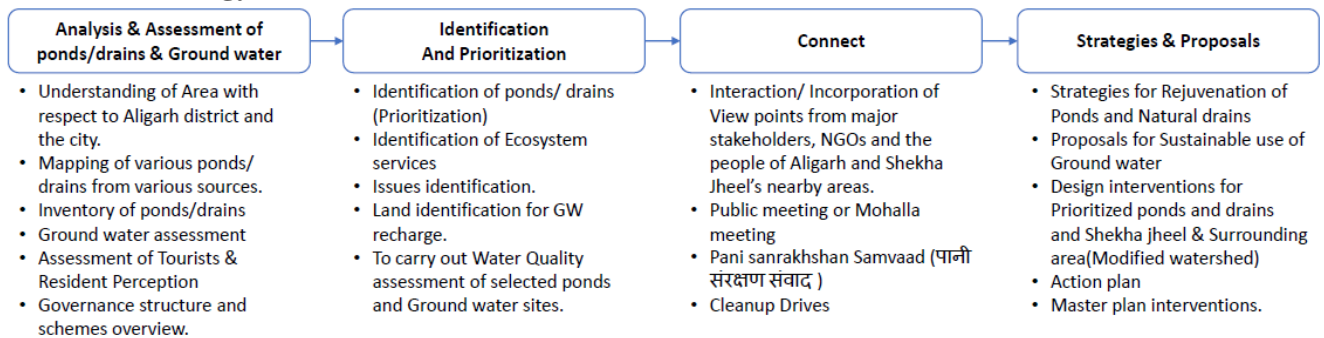 Analysis & Assessment of
ponds/drains & Ground water
• Understanding of Area with
respect to Aligarh district and
the city.
• Mapping of various ponds/
drains from various sources.
• Inventory of ponds/drains
• Ground water assessment
• Assessment of Tourists &
Resident Perception
• Governance structure and
schemes overview.
Identification
And Prioritization
• Identification of ponds/ drains
(Prioritization)
• Identification of Ecosystem
services
• Issues identification.
• Land identification for GW
recharge.
• To carry out Water Quality
assessment of selected ponds
and Ground water sites.
Connect
• Interaction/ Incorporation of
View points from major
stakeholders, NGOs and the
people of Aligarh and Shekha
Jheel's nearby areas.
• Public meeting or Mohalla
meeting
• Pani sanrakhshan Samvaad (पानी
संरक्षण संवाद )
• Cleanup Drives
Strategies & Proposals
• Strategies for Rejuvenation of
Ponds and Natural drains
• Proposals for Sustainable use of
Ground water
• Design interventions for
Prioritized ponds and drains
and Shekha jheel & Surrounding
area(Modified watershed)
• Action plan
• Master plan interventions.